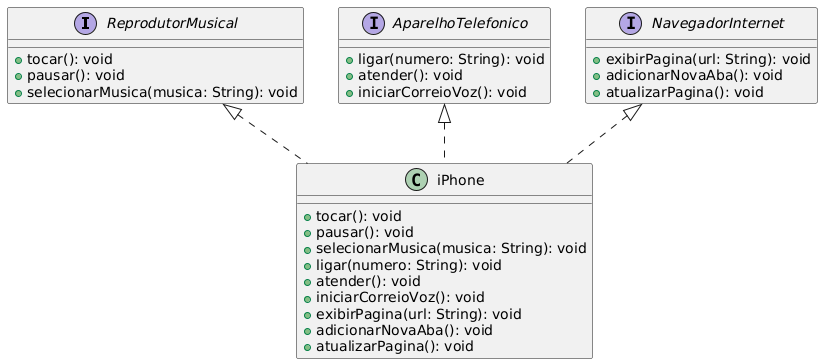 I ReprodutorMusical
tocar(): void
pausar(): void
selecionarMusica(musica: String): void
I AparelhoTelefonico
ligar(numero: String): void
atender(): void
iniciarCorreioVoz(): void
I NavegadorInternet
exibirPagina(url: String): void
adicionarNovaAba(): void
atualizarPagina(): void
C iPhone
tocar(): void
pausar(): void
selecionarMusica(musica: String): void
ligar(numero: String): void
atender(): void
iniciarCorreioVoz(): void
exibirPagina(url: String): void
adicionarNovaAba(): void
atualizarPagina(): void